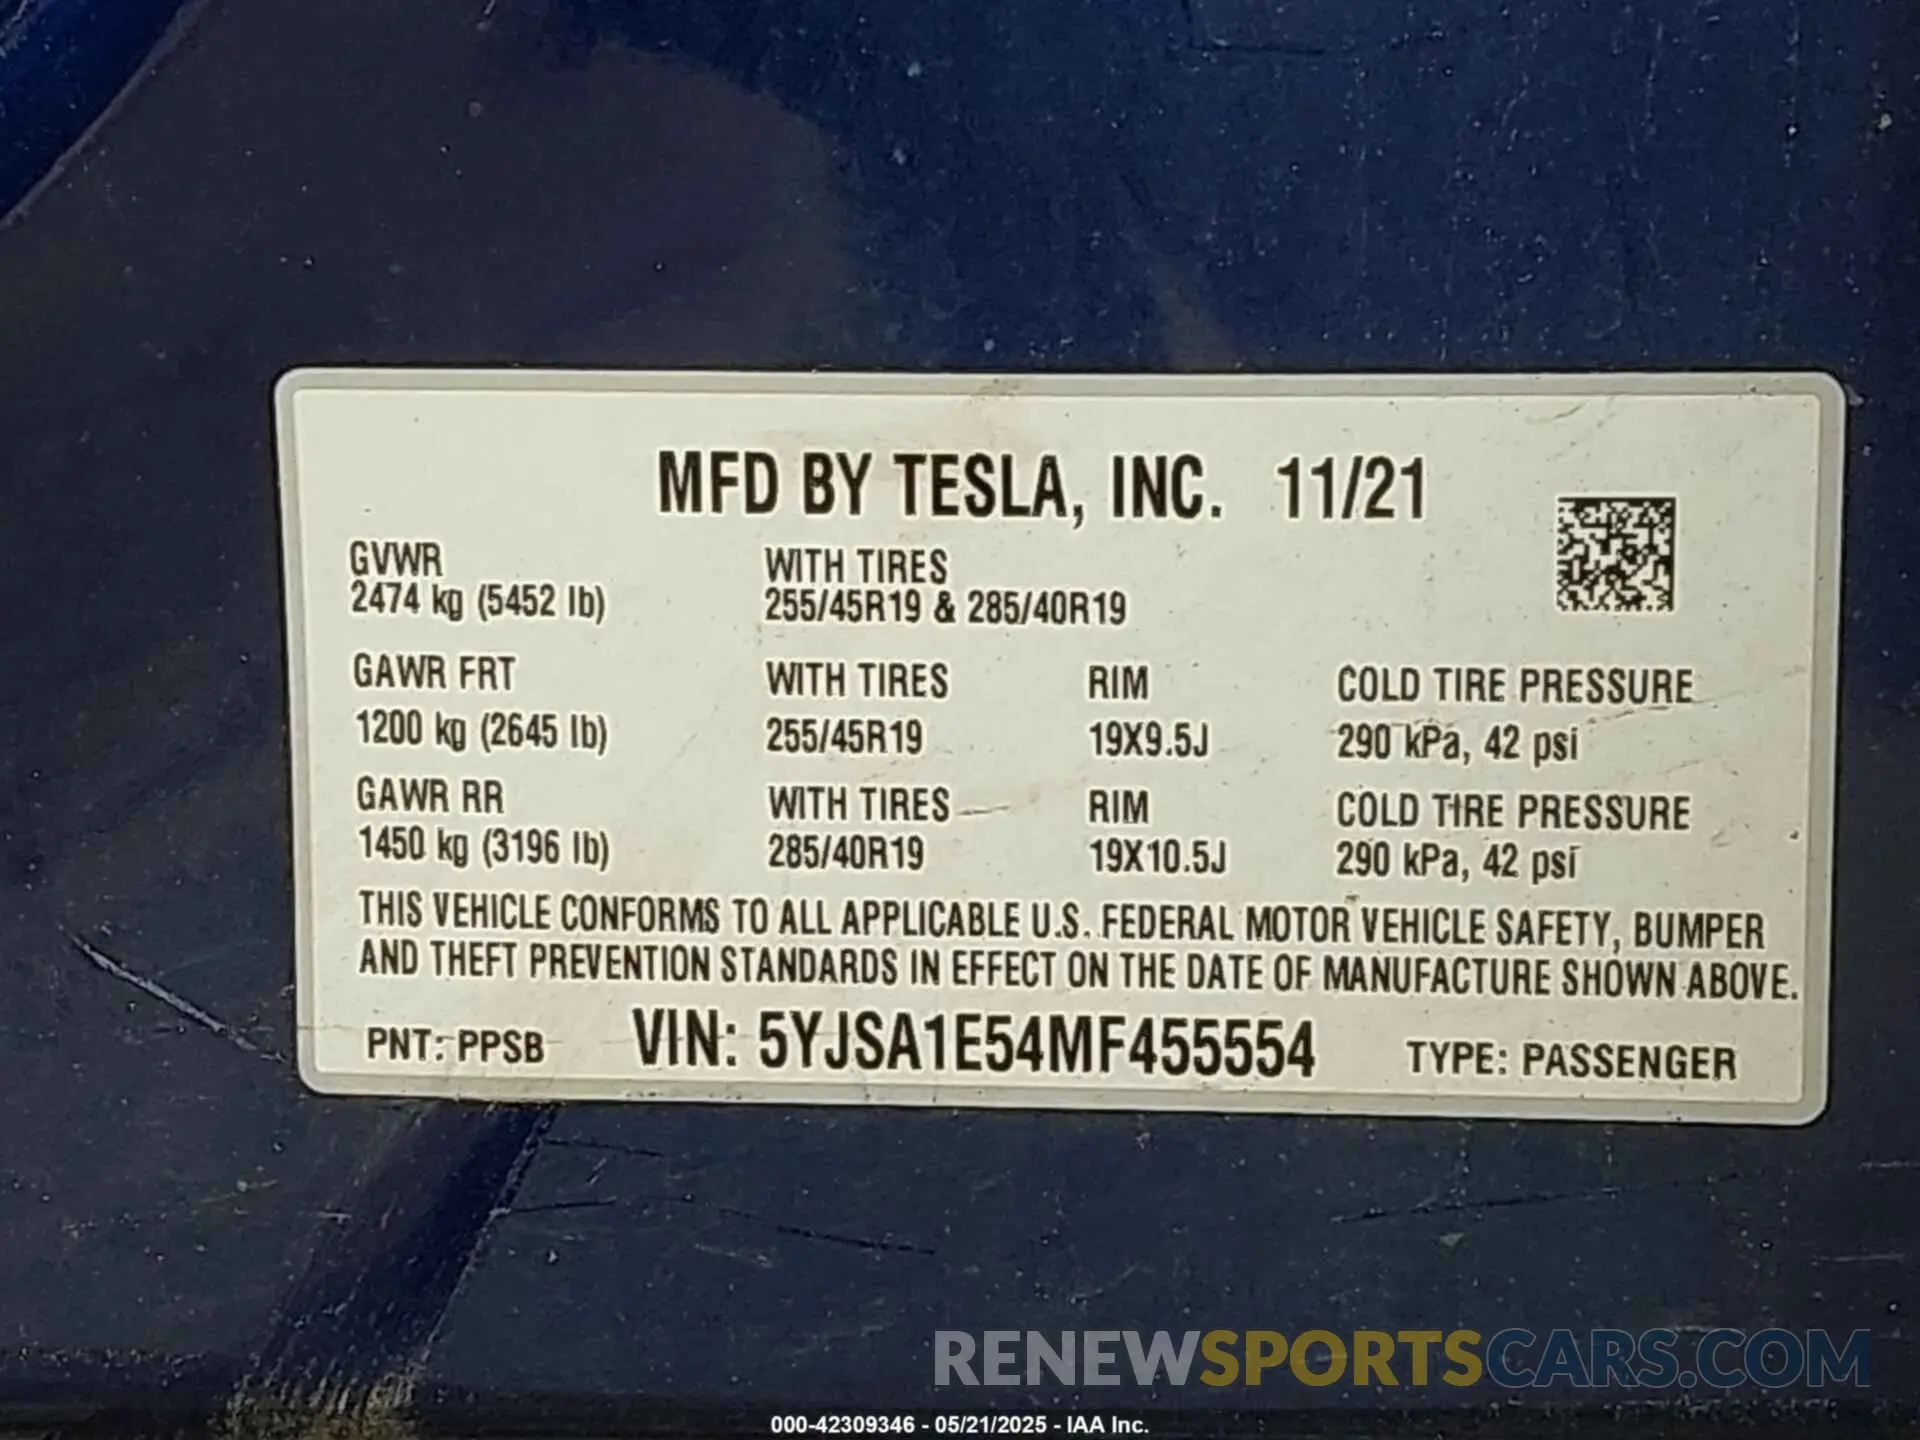 MFD BY TESLA, INC. 11/21
GVWR WITH TIRES
2474 kg (5452 lb) 255/45R19 & 285/40R19
GAWR FRT WITH TIRES RIM COLD TIRE PRESSURE
1200 kg (2645 lb) 255/45R19 19X9.5J 290 kPa, 42 psi
GAWR RR WITH TIRES RIM COLD TIRE PRESSURE
1450 kg (3196 lb) 285/40R19 19X10.5J 290 kPa, 42 psi
THIS VEHICLE CONFORMS TO ALL APPLICABLE U.S. FEDERAL MOTOR VEHICLE SAFETY, BUMPER
AND THEFT PREVENTION STANDARDS IN EFFECT ON THE DATE OF MANUFACTURE SHOWN ABOVE.
PNT: PPSB VIN: 5YJSA1E54MF455554 TYPE: PASSENGER
RENEWSPORTSCARS.COM
000-42309346 - 05/21/2025 - IAA Inc.